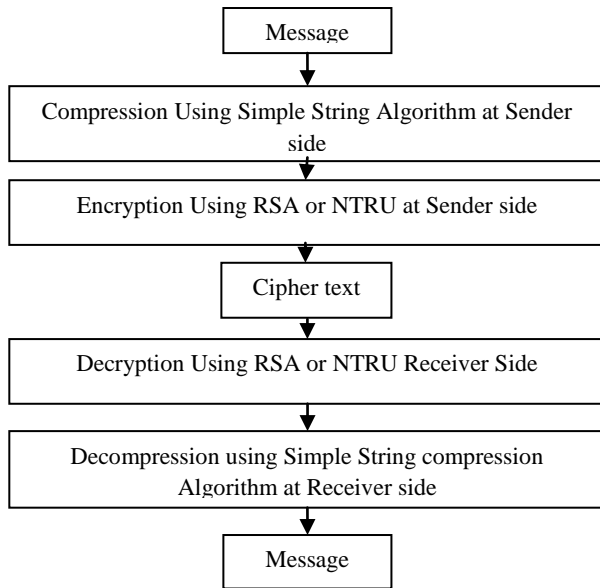 Message
Compression Using Simple String Algorithm at Sender
side
Encryption Using RSA or NTRU at Sender side
Cipher text
Decryption Using RSA or NTRU Receiver Side
Decompression using Simple String compression
Algorithm at Receiver side
Message